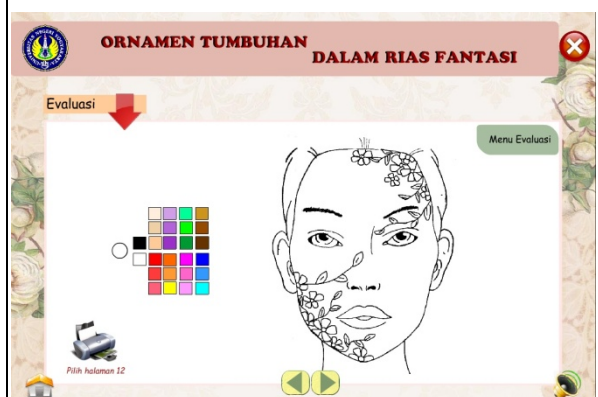 ORNAMEN TUMBUHAN
DALAM RIAS FANTASI
Evaluasi
Menu Evaluasi
Pilih halaman 12